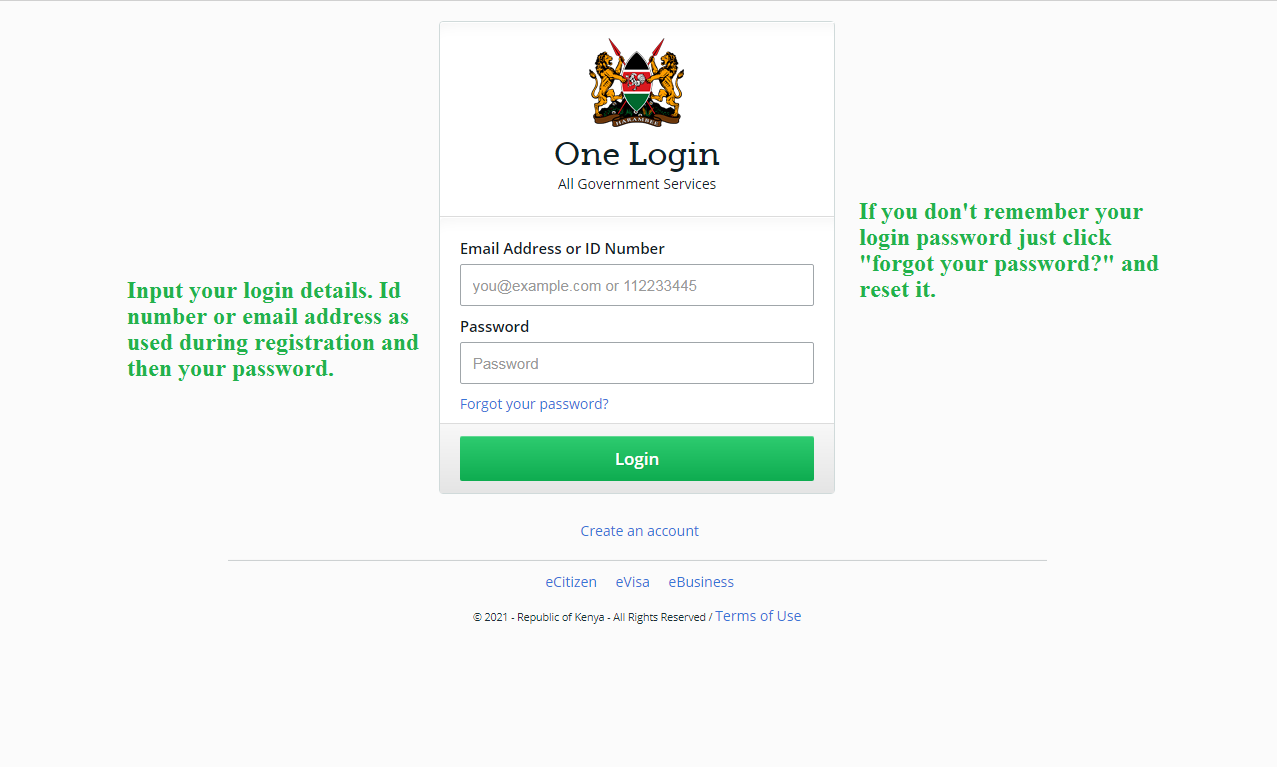 HARAMBEE
One Login
All Government Services
Email Address or ID Number
you@example.com or 112233445
Password
Password
Forgot your password?
Login
Input your login details. Id
number or email address as
used during registration and
then your password.
If you don't remember your
login password just click
"forgot your password?" and
reset it.
Create an account
eCitizen eVisa eBusiness
© 2021 - Republic of Kenya - All Rights Reserved / Terms of Use